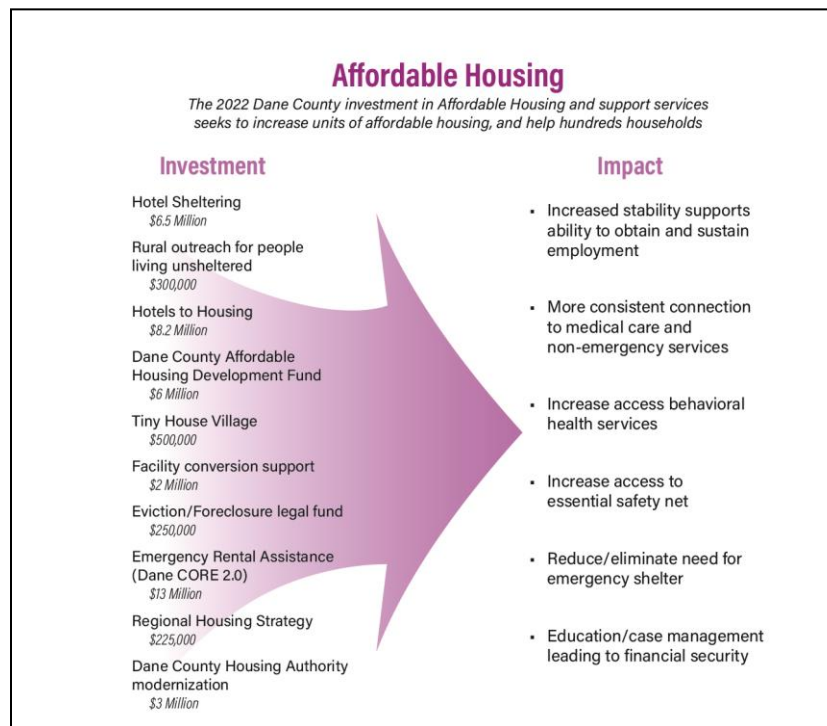 Affordable Housing
The 2022 Dane County investment in Affordable Housing and support services
seeks to increase units of affordable housing, and help hundreds households
Investment
Hotel Sheltering
$6.5 Million
Rural outreach for people
living unsheltered
$300,000
Hotels to Housing
$8.2 Million
Dane County Affordable
Housing Development Fund
$6 Million
Tiny House Village
$500,000
Facility conversion support
$2 Million
Eviction/Foreclosure legal fund
$250,000
Emergency Rental Assistance
(Dane CORE 2.0)
$13 Million
Regional Housing Strategy
$225,000
Dane County Housing Authority
modernization
$3 Million
Impact
▪ Increased stability supports
ability to obtain and sustain
employment
▪ More consistent connection
to medical care and
non-emergency services
▪ Increase access behavioral
health services
▪ Increase access to
essential safety net
▪ Reduce/eliminate need for
emergency shelter
▪ Education/case management
leading to financial security